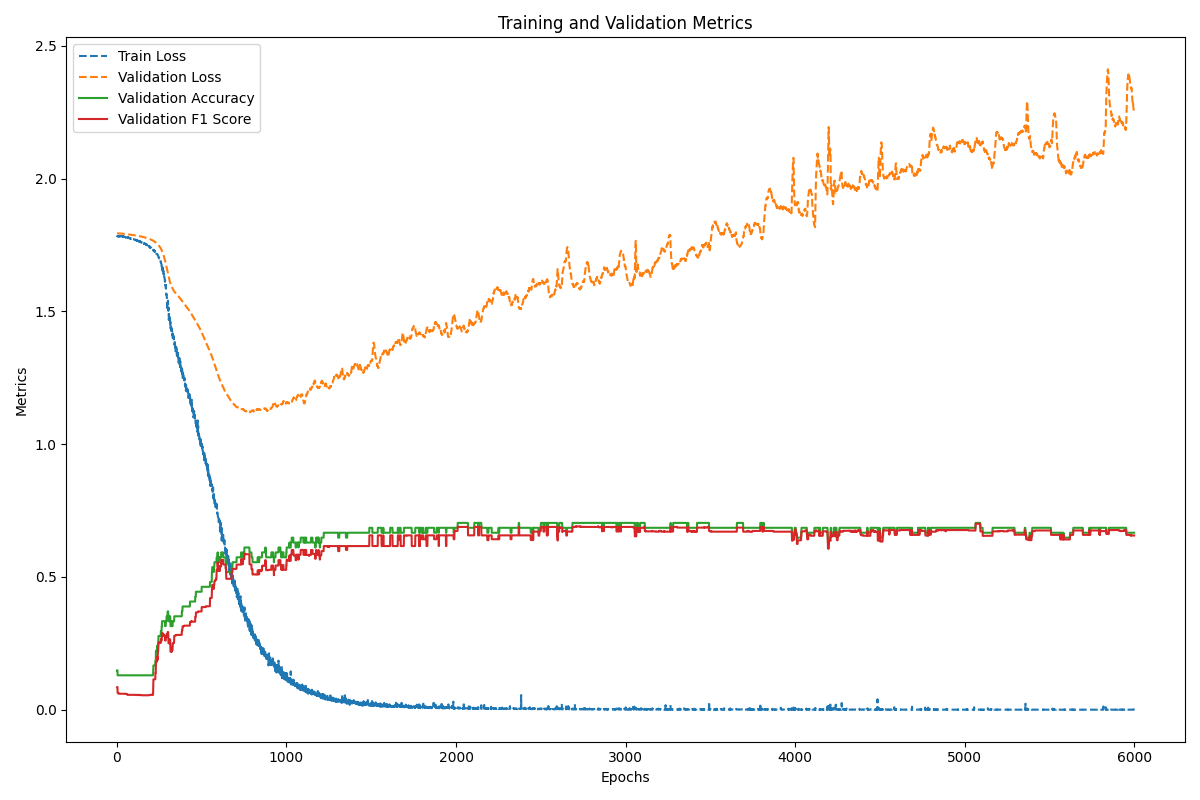 Training and Validation Metrics
Train Loss
Validation Loss
Validation Accuracy
Validation F1 Score
Metrics
2.5
2.0
1.5
1.0
0.5
0.0
0 1000 2000 3000 4000 5000 6000
Epochs